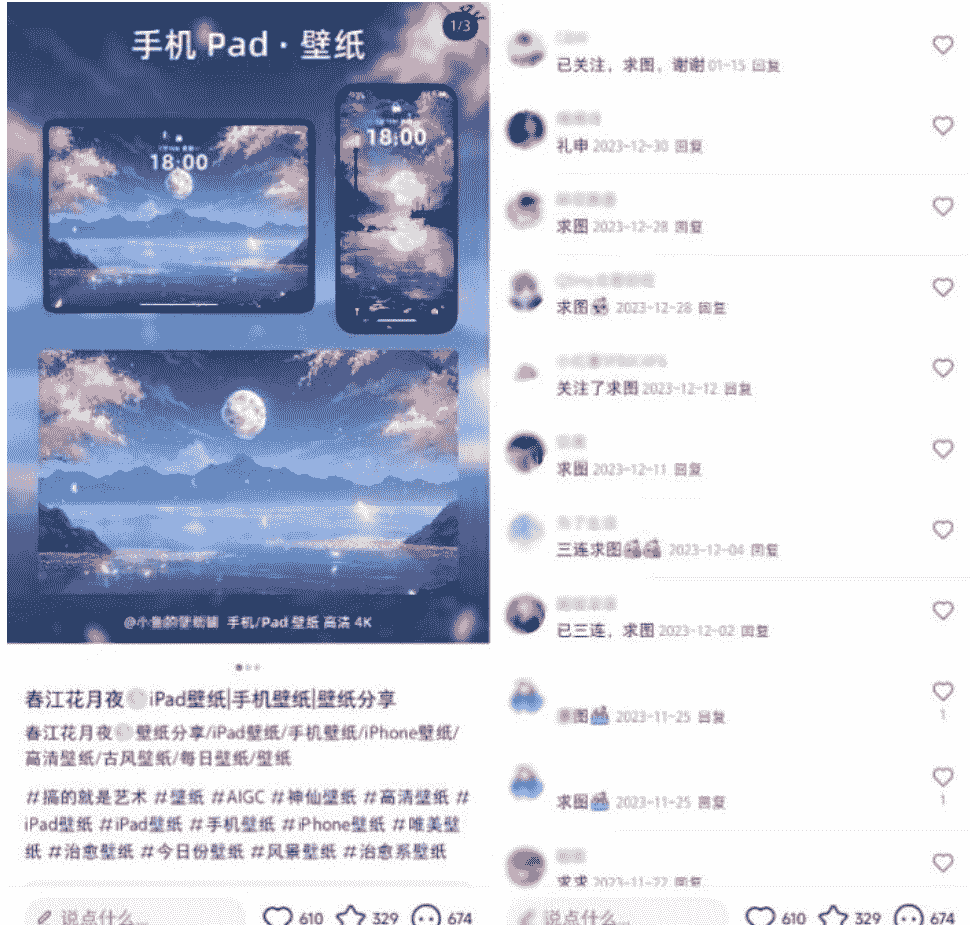 1/3
手机 Pad · 壁纸
18:00
18:00
手机/Pad 壁纸 高清 4K
春江花月夜 iPad壁纸|手机壁纸|壁纸分享
春江花月夜 壁纸分享/iPad壁纸/手机壁纸/iPhone壁纸/
高清壁纸/古风壁纸/每日壁纸/壁纸
#搞的就是艺术 #壁纸 #AIGC #神仙壁纸 #高清壁纸 #
iPad壁纸 #iPad壁纸 #手机壁纸 #iPhone壁纸 #唯美壁
纸 #治愈壁纸 #今日份壁纸 #风景壁纸 #治愈系壁纸
说点什么...
610
329
674
已关注，求图，谢谢 01-15 回复
礼申 2023-12-30 回复
求图 2023-12-28 回复
求图 2023-12-28 回复
关注了求图 2023-12-12 回复
求图 2023-12-11 回复
三连求图 2023-12-04 回复
已三连，求图 2023-12-02 回复
求图 2023-11-25 回复
1
求图 2023-11-25 回复
1
求求 2023-11-22 回复
说点什么...
610
329
674